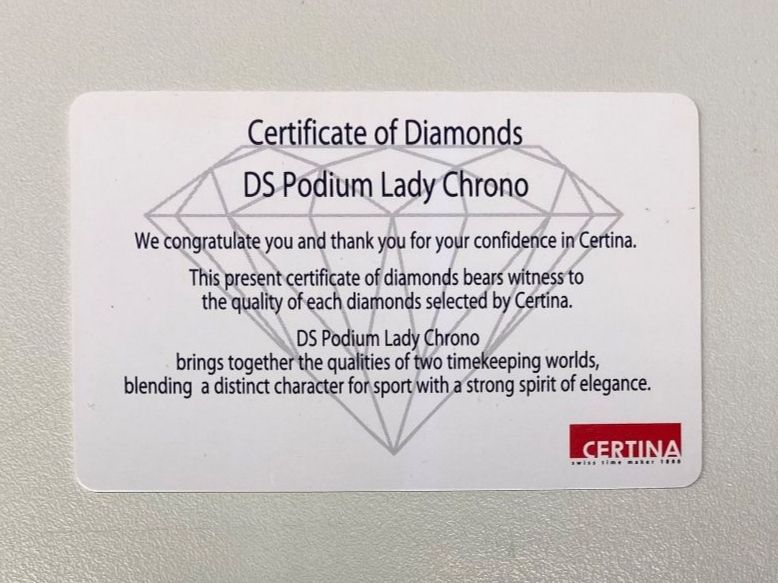 Certificate of Diamonds
DS Podium Lady Chrono
We congratulate you and thank you for your confidence in Certina.
This present certificate of diamonds bears witness to
the quality of each diamonds selected by Certina.
DS Podium Lady Chrono
brings together the qualities of two timekeeping worlds,
blending a distinct character for sport with a strong spirit of elegance.
CERTINA
swiss time maker 1888